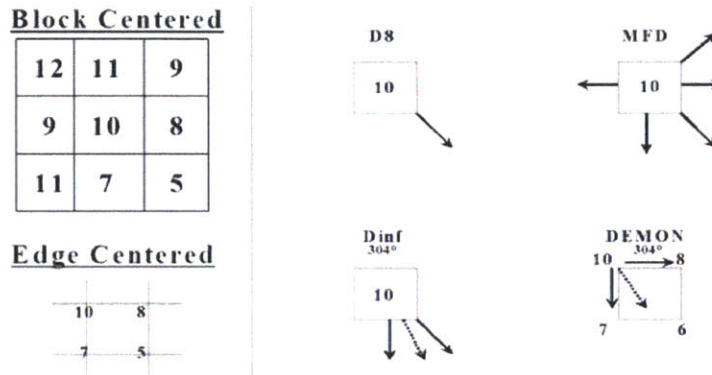 Block Centered
12 11 9
9 10 8
11 7 5
Edge Centered
10 8
7 5
D8
10
MFD
10
Dinf
304°
10
DEMON
10 304° 8
7 6